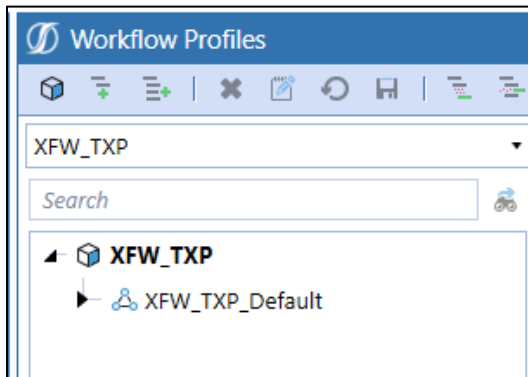 Workflow Profiles
XFW_TXP
Search
XFW_TXP
XFW_TXP_Default